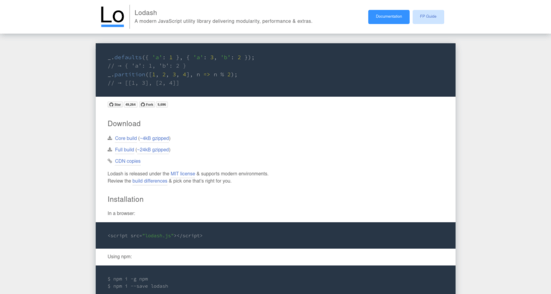 Lo
Lodash
A modern JavaScript utility library delivering modularity, performance & extras.
Documentation
FP Guide
_.defaults({ 'a': 1 }, { 'a': 3, 'b': 2 });
// → { 'a': 1, 'b': 2 }
_.partition([1, 2, 3, 4], n => n % 2);
// → [[1, 3], [2, 4]]
Star
Fork
Download
Core build (~4kB gzipped)
Full build (~24kB gzipped)
CDN copies
Lodash is released under the MIT license & supports modern environments.
Review the build differences & pick one that's right for you.
Installation
In a browser:
<script src="lodash.js"></script>
Using npm:
$ npm i -g npm
$ npm i --save lodash